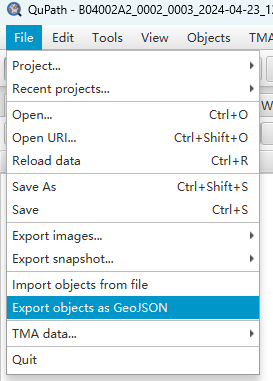 QuPath - B04002A2_0002_0003_2024-04-23_12
File Edit Tools View Objects TMA
Project...
Recent projects...
Open... Ctrl+O
Open URI... Ctrl+Shift+O
Reload data Ctrl+R
Save As Ctrl+Shift+S
Save Ctrl+S
Export images...
Export snapshot...
Import objects from file
Export objects as GeoJSON
TMA data...
Quit